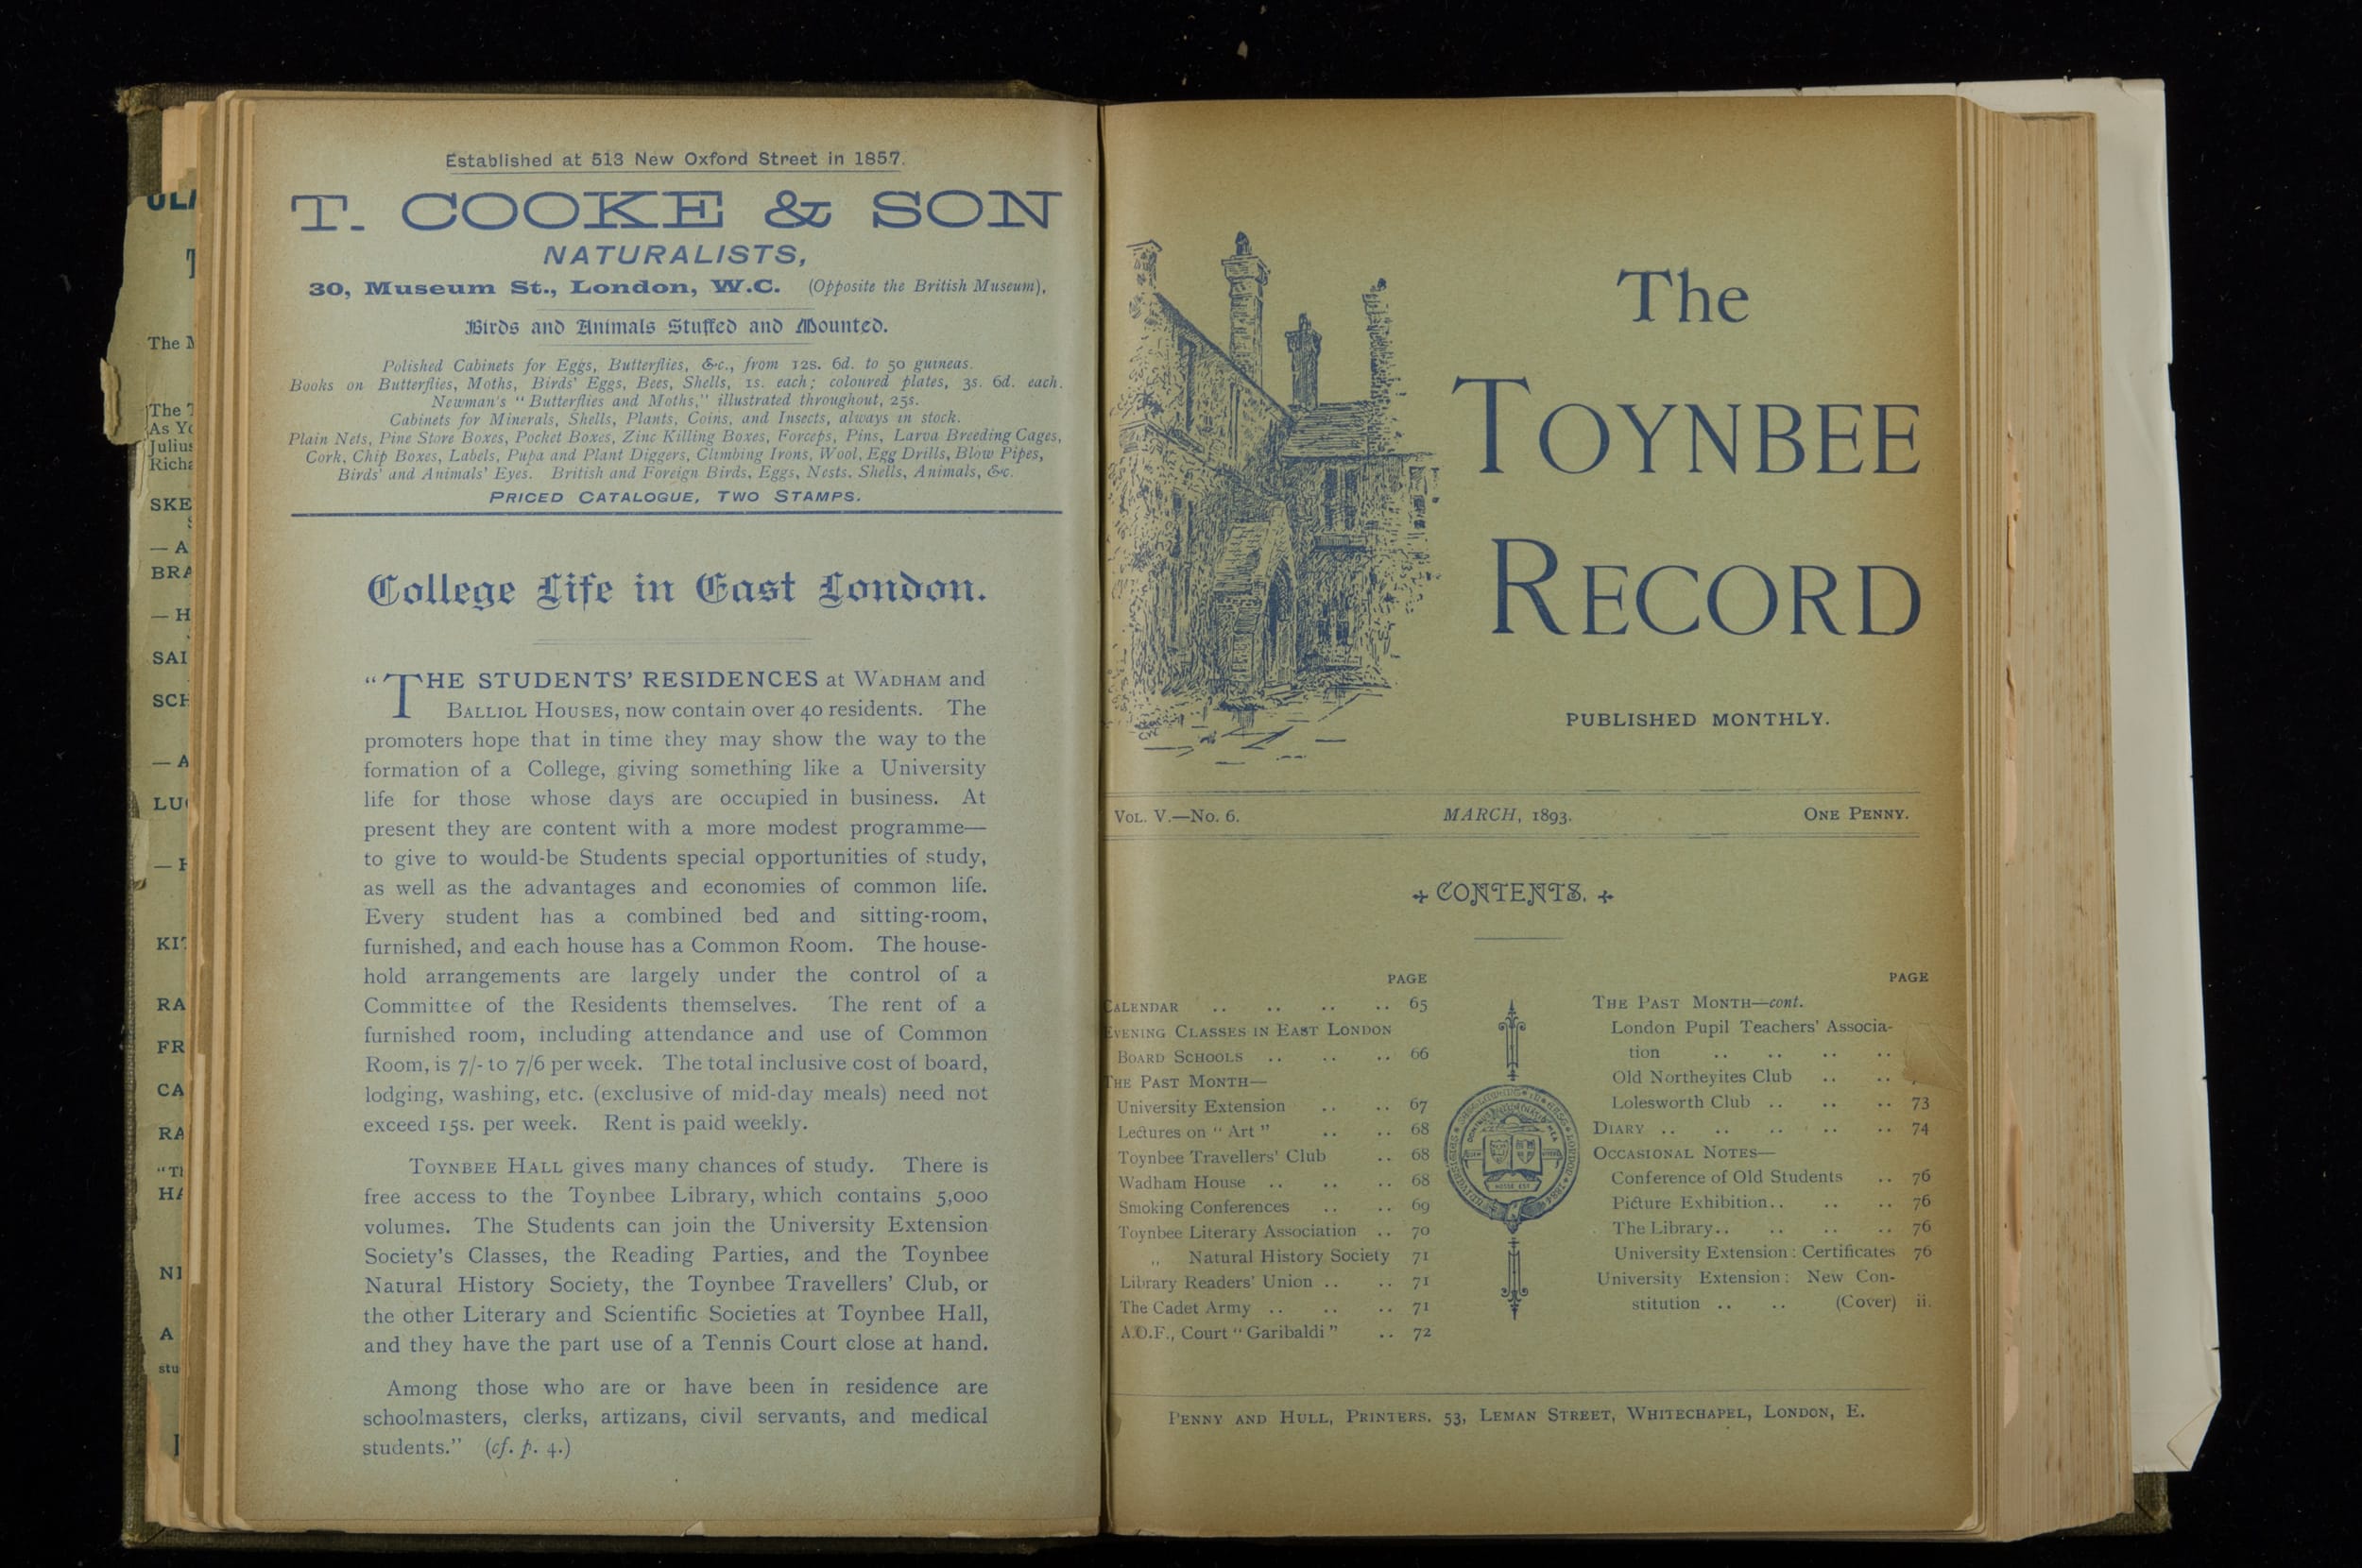 Established at 513 New Oxford Street in 1857.
T. COOKE & SON
NATURALISTS,
30, Museum St., London, W.C. (Opposite the British Museum),
Birds and Animals Stuffed and Mounted.
Polished Cabinets for Eggs, Butterflies, &c., from 12s. 6d. to 50 guineas.
Books on Butterflies, Moths, Birds' Eggs, Bees, Shells, 1s. each; coloured plates, 3s. 6d. each.
Newman's "Butterflies and Moths," illustrated throughout, 25s.
Cabinets for Minerals, Shells, Plants, Coins, and Insects, always in stock.
Plain Nets, Pine Store Boxes, Pocket Boxes, Zinc Killing Boxes, Forceps, Pins, Larva Breeding Cages,
Cork, Chip Boxes, Labels, Pupa and Plant Diggers, Climbing Irons, Wool, Egg Drills, Blow Pipes,
Birds' and Animals' Eyes. British and Foreign Birds, Eggs, Nests, Shells, Animals, &c.
PRICED CATALOGUE, TWO STAMPS.
College Life in East London.
"THE STUDENTS' RESIDENCES at WADHAM and
BALLIOL HOUSES, now contain over 40 residents. The
promoters hope that in time they may show the way to the
formation of a College, giving something like a University
life for those whose days are occupied in business. At
present they are content with a more modest programme—
to give to would-be Students special opportunities of study,
as well as the advantages and economies of common life.
Every student has a combined bed and sitting-room,
furnished, and each house has a Common Room. The house-
hold arrangements are largely under the control of a
Committee of the Residents themselves. The rent of a
furnished room, including attendance and use of Common
Room, is 7/- to 7/6 per week. The total inclusive cost of board,
lodging, washing, etc. (exclusive of mid-day meals) need not
exceed 15s. per week. Rent is paid weekly.
TOYNBEE HALL gives many chances of study. There is
free access to the Toynbee Library, which contains 5,000
volumes. The Students can join the University Extension
Society's Classes, the Reading Parties, and the Toynbee
Natural History Society, the Toynbee Travellers' Club, or
the other Literary and Scientific Societies at Toynbee Hall,
and they have the part use of a Tennis Court close at hand.
Among those who are or have been in residence are
schoolmasters, clerks, artizans, civil servants, and medical
students." (cf. p. 4.)
The
TOYNBEE
RECORD
PUBLISHED MONTHLY.
VOL. V.—No. 6. MARCH, 1893. ONE PENNY.
CONTENTS.
PAGE
CALENDAR .. .. .. .. 65
EVENING CLASSES IN EAST LONDON
BOARD SCHOOLS .. .. .. 66
THE PAST MONTH—
University Extension .. .. 67
Lectures on "Art" .. .. 68
Toynbee Travellers' Club .. 68
Wadham House .. .. .. 68
Smoking Conferences .. .. 69
Toynbee Literary Association .. 70
„ Natural History Society 71
Library Readers' Union .. .. 71
The Cadet Army .. .. .. 71
A.O.F., Court "Garibaldi" .. 72
PAGE
THE PAST MONTH—cont.
London Pupil Teachers' Associa-
tion .. .. .. ..
Old Northeyites Club .. ..
Lolesworth Club .. .. .. 73
DIARY .. .. .. .. .. 74
OCCASIONAL NOTES—
Conference of Old Students .. 76
Picture Exhibition.. .. .. 76
The Library.. .. .. .. 76
University Extension: Certificates 76
University Extension: New Con-
stitution .. .. (Cover) ii.
PENNY AND HULL, PRINTERS, 53, LEMAN STREET, WHITECHAPEL, LONDON, E.